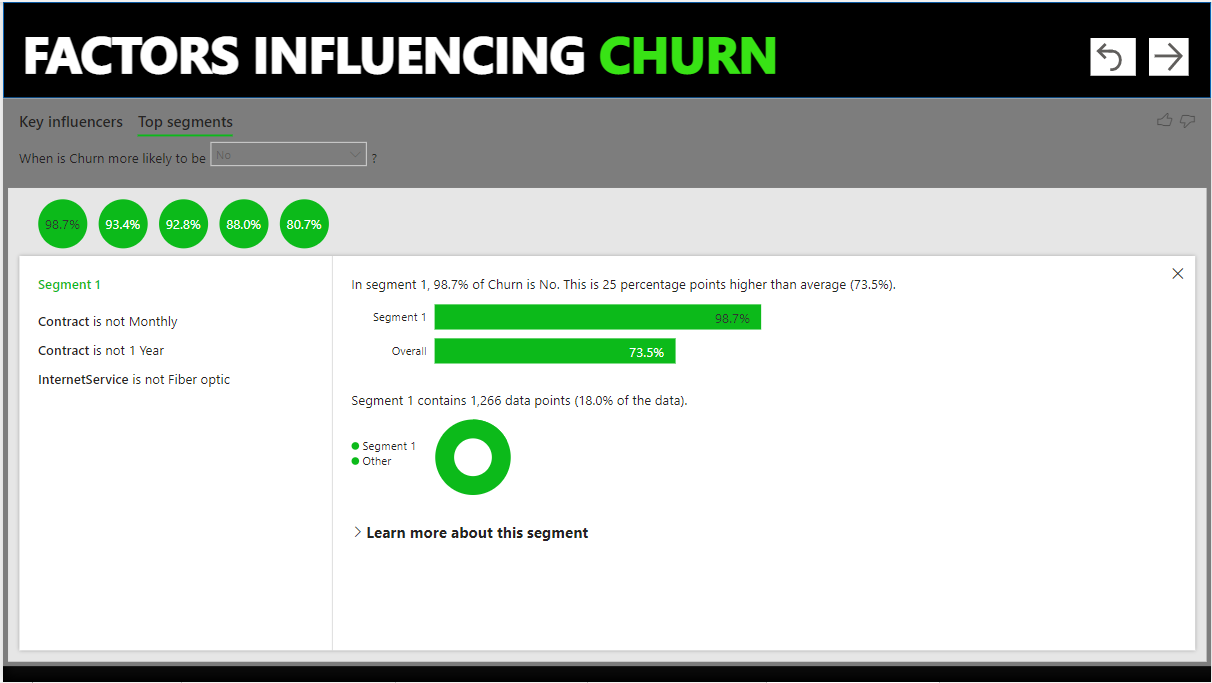 FACTORS INFLUENCING CHURN
Key influencers Top segments
When is Churn more likely to be No ?
98.7% 93.4% 92.8% 88.0% 80.7%
Segment 1
Contract is not Monthly
Contract is not 1 Year
InternetService is not Fiber optic
In segment 1, 98.7% of Churn is No. This is 25 percentage points higher than average (73.5%).
Segment 1 98.7%
Overall 73.5%
Segment 1 contains 1,266 data points (18.0% of the data).
Segment 1
Other
Learn more about this segment